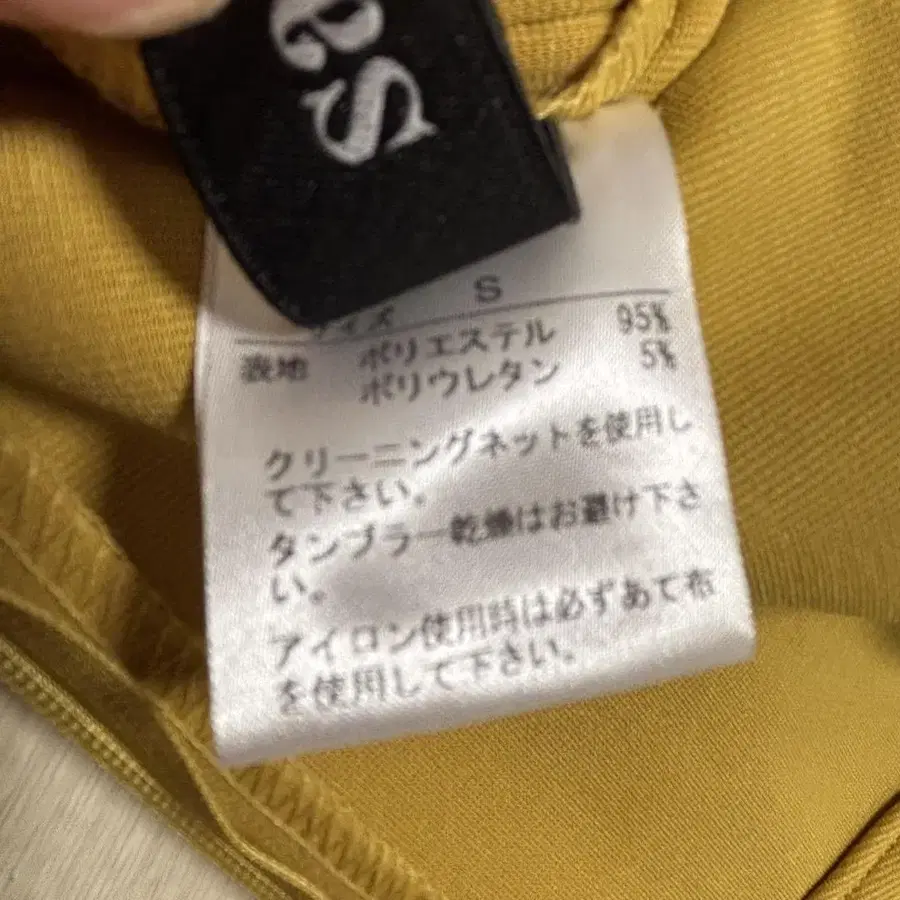 es
サイズ S
表地 ポリエステル 95%
ポリウレタン 5%
クリーニングネットを使用し
て下さい。
タンブラー乾燥はお避け下さ
い。
アイロン使用時は必ずあて布
を使用して下さい。